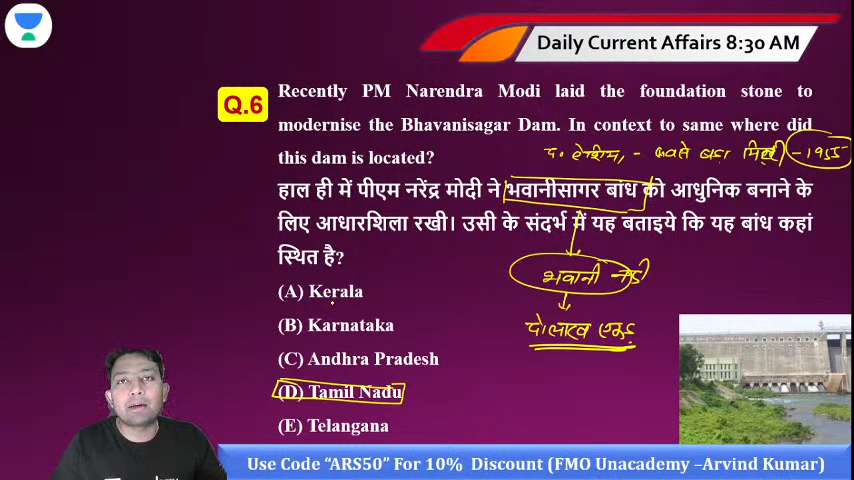 Daily Current Affairs 8:30 AM
Q.6
Recently PM Narendra Modi laid the foundation stone to
modernise the Bhavanisagar Dam. In context to same where did
this dam is located?
बड़ा मिट्टी - 1955
हाल ही में पीएम नरेंद्र मोदी ने भवानीसागर बांध को आधुनिक बनाने के
लिए आधारशिला रखी। उसी के संदर्भ में यह बताइये कि यह बांध कहां
स्थित है?
भवानी नदी
(A) Kerala
(B) Karnataka
दो लाख एकड़
(C) Andhra Pradesh
(D) Tamil Nadu
(E) Telangana
Use Code “ARS50” For 10% Discount (FMO Unacademy –Arvind Kumar)